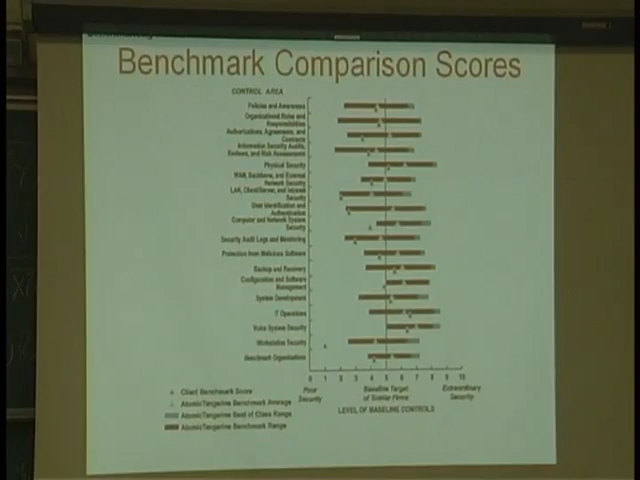 Benchmark Comparison Scores
CONTROL AREA
Policies and Awareness
Organizational Roles and
Responsibilities
Authorizations, Agreements, and
Contracts
Information Security Audits,
Reviews, and Risk Assessments
Physical Security
WAN, Backbone, and External
Network Security
LAN, Client/Server, and Intranet
Security
User Identification and
Authentication
Computer and Network System
Security
Security Audit Logs and Monitoring
Protection from Malicious Software
Backup and Recovery
Configuration and Software
Management
System Development
IT Operations
Voice System Security
Workstation Security
Benchmark Organizations
0 1 2 3 4 5 6 7 8 9 10
Poor
Security
Baseline Target
of Similar Firms
Extraordinary
Security
LEVEL OF BASELINE CONTROLS
Client Benchmark Score
AtomicTangerine Benchmark Average
AtomicTangerine Best of Class Range
AtomicTangerine Benchmark Range